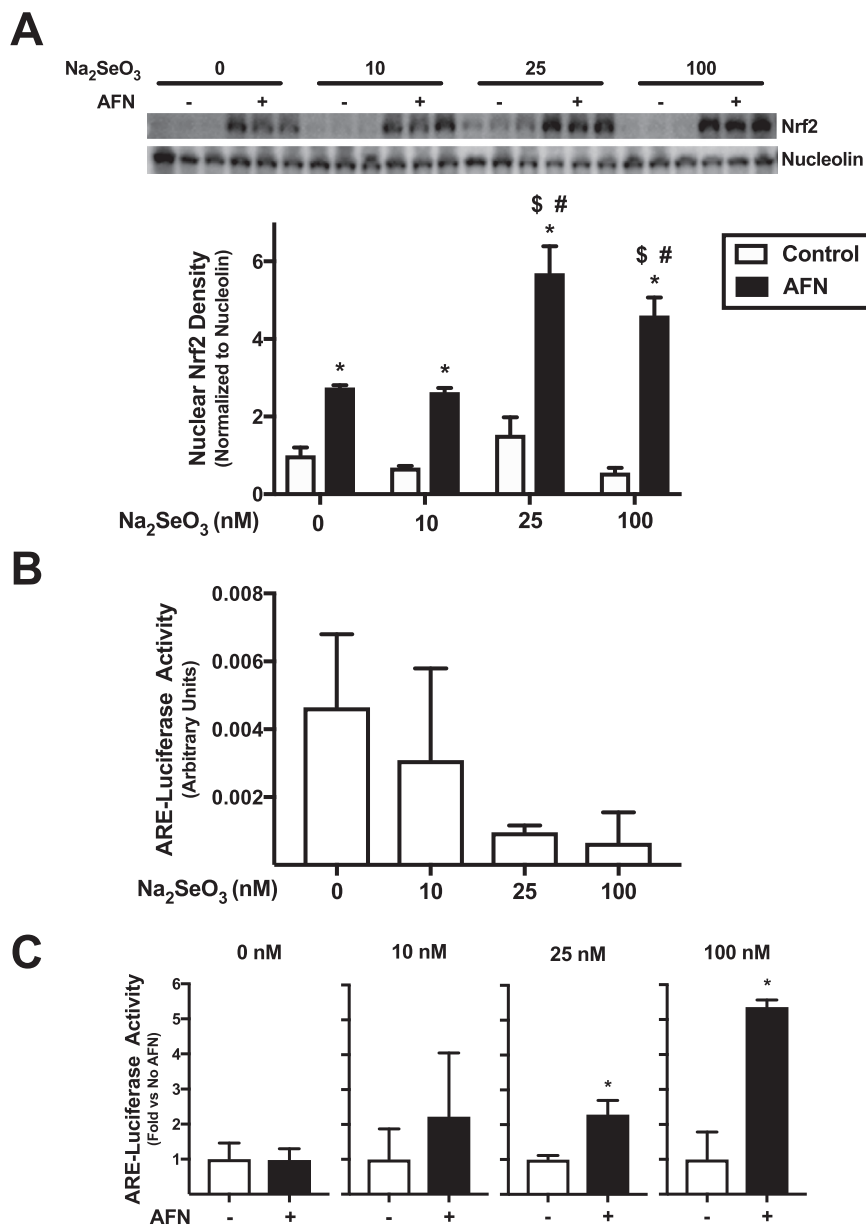 A
Na2SeO3 0 10 25 100
AFN - + - + - + - +
Nrf2
Nucleolin
$ # 
*
$ #
*
*
*
Control
AFN
Nuclear Nrf2 Density
(Normalized to Nucleolin)
6
4
2
0
Na2SeO3 (nM) 0 10 25 100
B
ARE-Luciferase Activity
(Arbitrary Units)
0.008
0.006
0.004
0.002
Na2SeO3 (nM) 0 10 25 100
C
0 nM 10 nM 25 nM 100 nM
ARE-Luciferase Activity
(Fold vs No AFN)
6
5
4
3
2
1
*
*
AFN - + - + - + - +